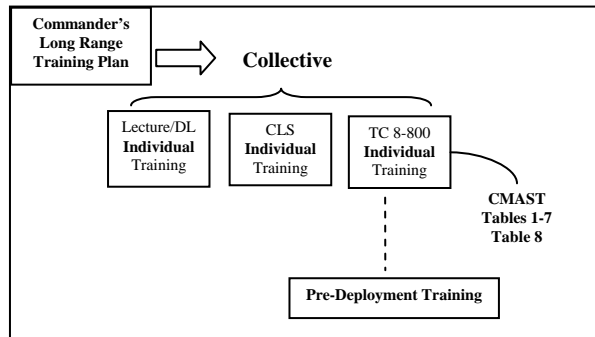 Commander's
Long Range
Training Plan
Collective
Lecture/DL
Individual
Training
CLS
Individual
Training
TC 8-800
Individual
Training
CMAST
Tables 1-7
Table 8
Pre-Deployment Training